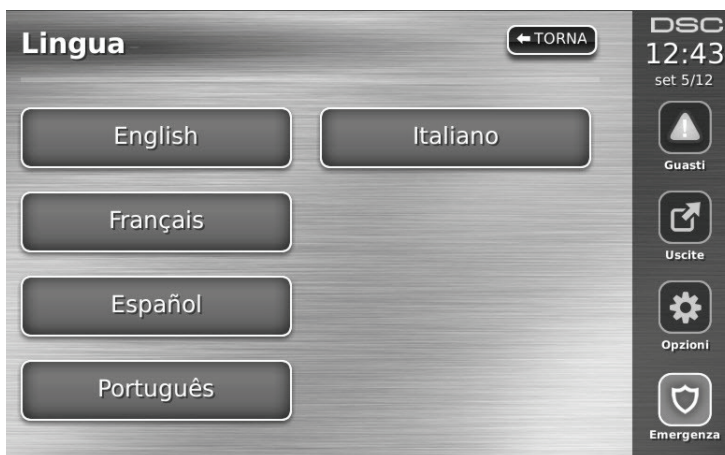 Lingua
TORNA
English
Italiano
Français
Español
Português
DSC
12:43
set 5/12
Guasti
Uscite
Opzioni
Emergenza